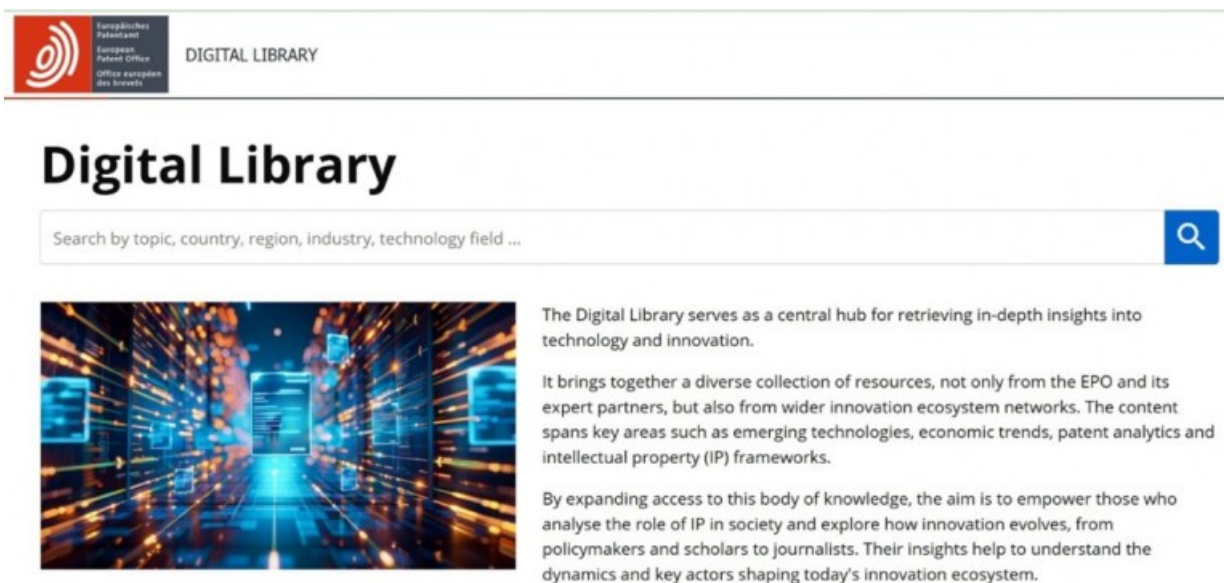 Europäisches
Patentamt
European
Patent Office
Office européen
des brevets
DIGITAL LIBRARY
Digital Library
Search by topic, country, region, industry, technology field ...
The Digital Library serves as a central hub for retrieving in-depth insights into
technology and innovation.
It brings together a diverse collection of resources, not only from the EPO and its
expert partners, but also from wider innovation ecosystem networks. The content
spans key areas such as emerging technologies, economic trends, patent analytics and
intellectual property (IP) frameworks.
By expanding access to this body of knowledge, the aim is to empower those who
analyse the role of IP in society and explore how innovation evolves, from
policymakers and scholars to journalists. Their insights help to understand the
dynamics and key actors shaping today's innovation ecosystem.